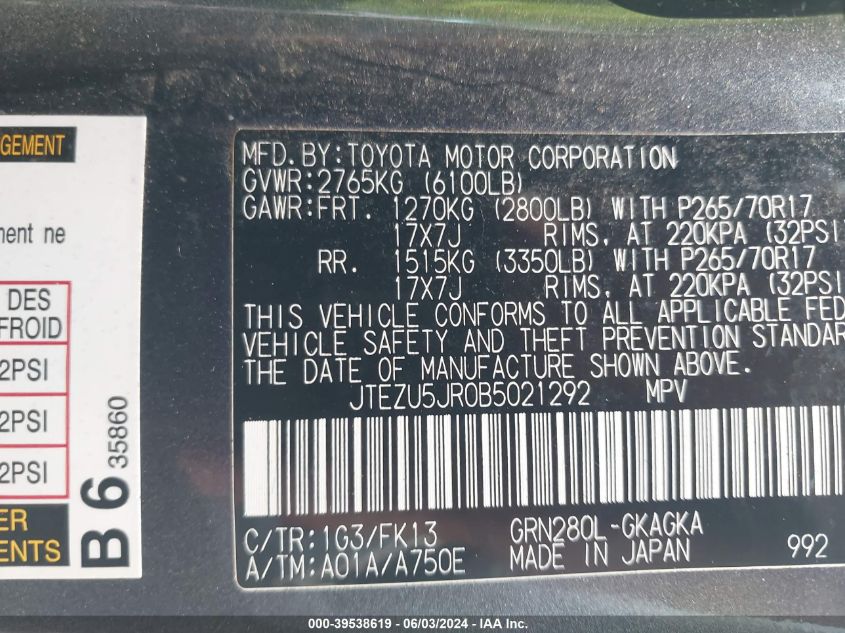 GEMENT
ment ne
DES
FROID
2PSI
2PSI
2PSI
ER
ENTS
B 6 35860
MFD.BY:TOYOTA MOTOR CORPORATION
GVWR:2765KG (6100LB)
GAWR:FRT. 1270KG (2800LB) WITH P265/70R17
17X7J RIMS, AT 220KPA (32PSI
RR. 1515KG (3350LB) WITH P265/70R17
17X7J RIMS, AT 220KPA (32PSI
THIS VEHICLE CONFORMS TO ALL APPLICABLE FED
VEHICLE SAFETY AND THEFT PREVENTION STANDAR
THE DATE OF MANUFACTURE SHOWN ABOVE.
JTEZU5JR0B5021292 MPV
C/TR:1G3/FK13 GRN280L-GKAGKA
A/TM:A01A/A750E MADE IN JAPAN 992
000-39538619 - 06/03/2024 - IAA Inc.